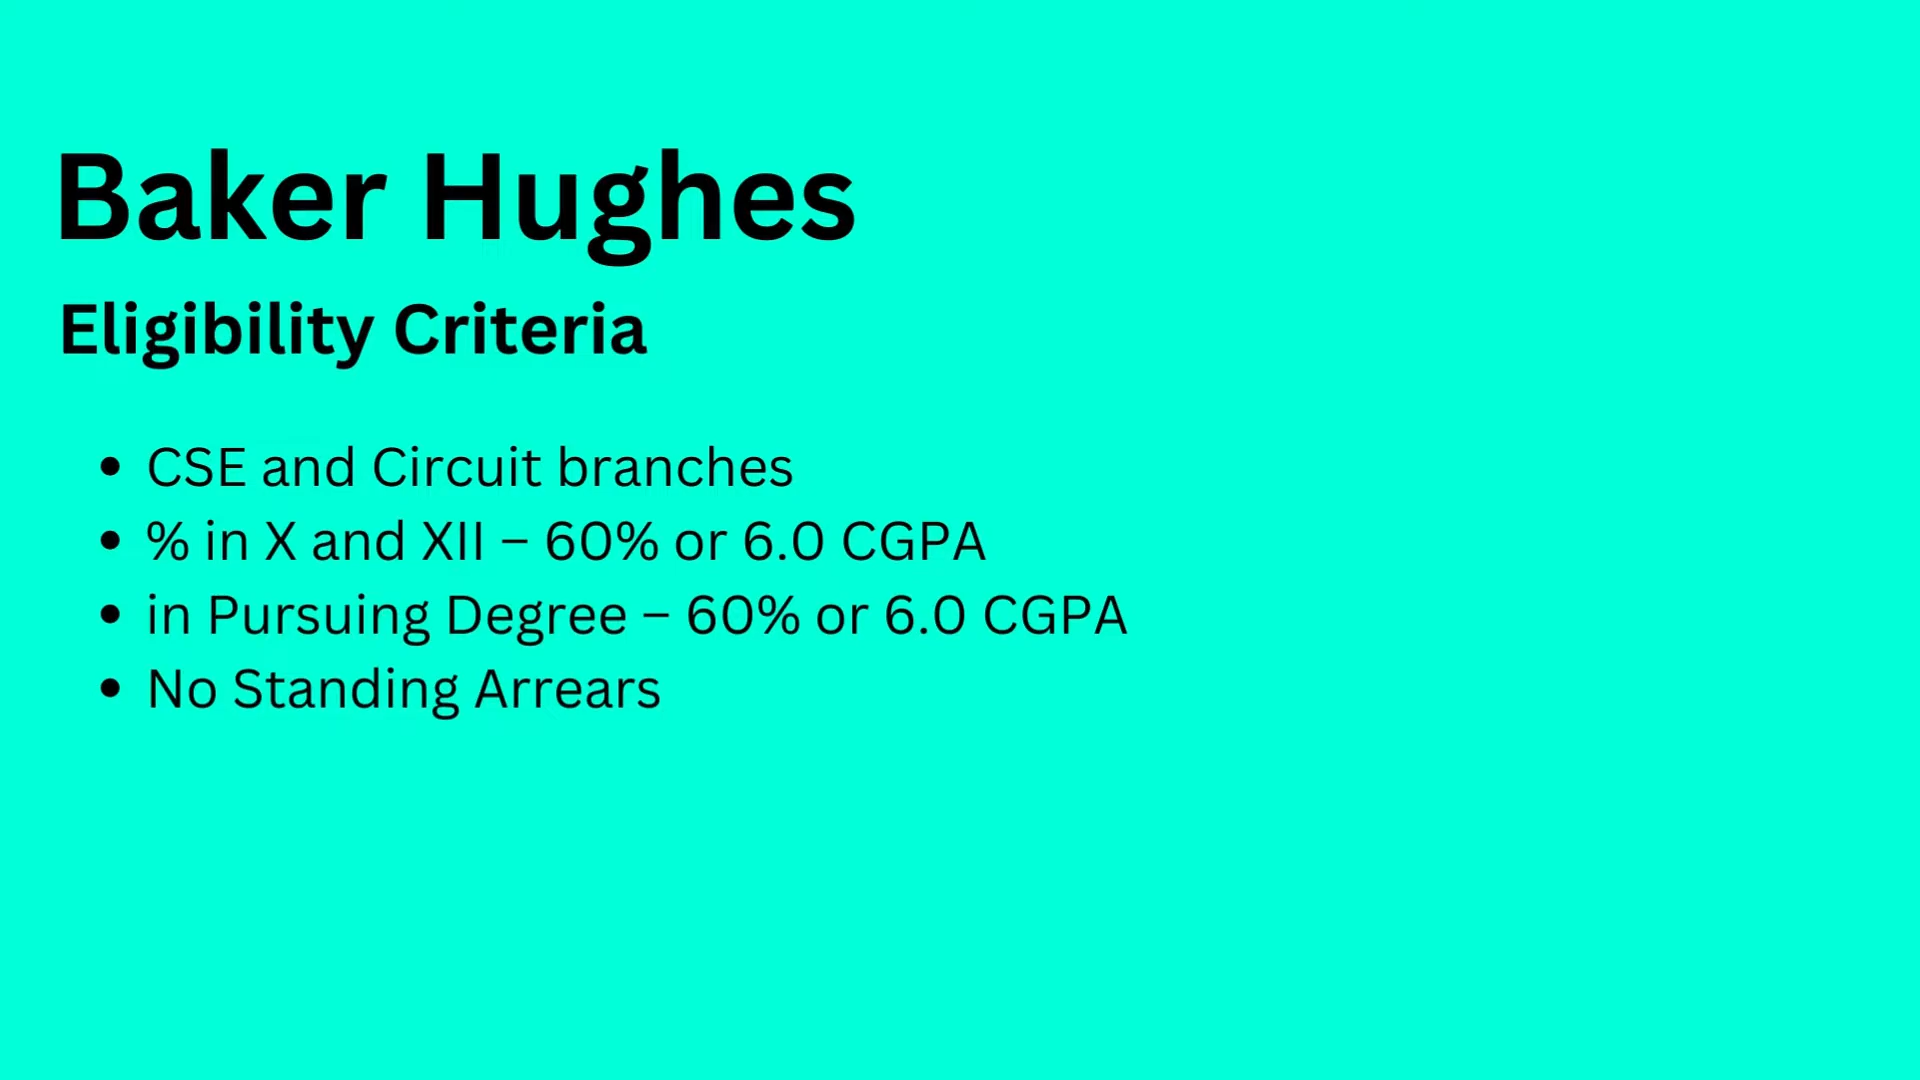 Baker Hughes
Eligibility Criteria
• CSE and Circuit branches
• % in X and XII – 60% or 6.0 CGPA
• in Pursuing Degree – 60% or 6.0 CGPA
• No Standing Arrears